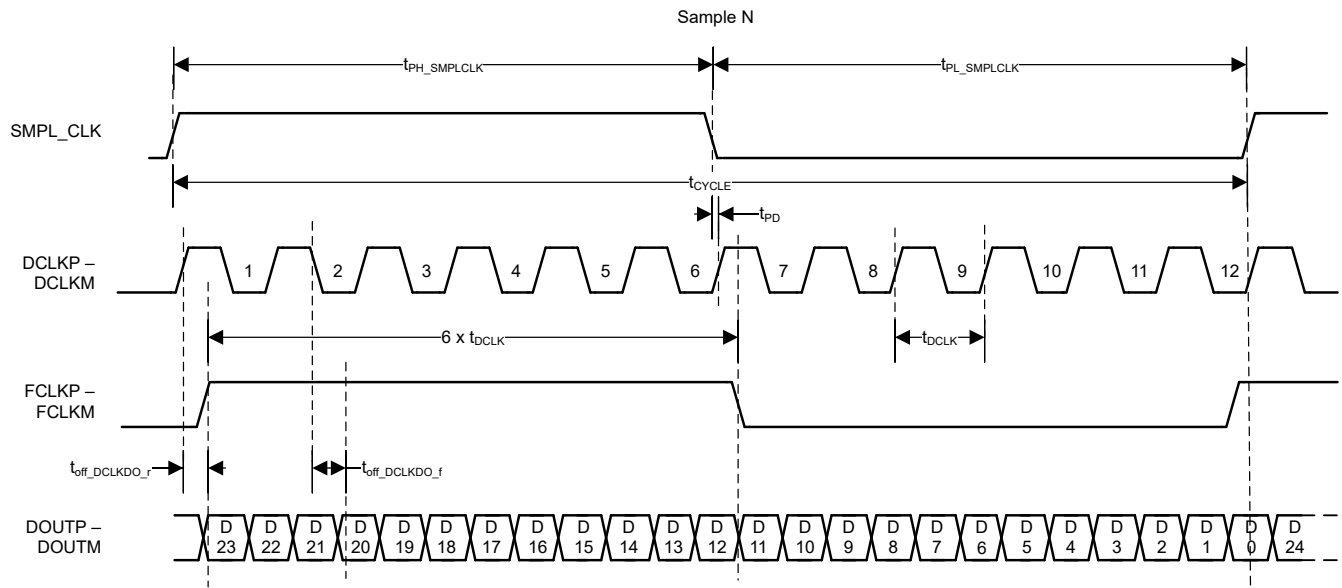 Sample N
tPH_SMPLCLK tPL_SMPLCLK
SMPL_CLK
tCYCLE
tPD
DCLKP –
DCLKM
1 2 3 4 5 6 7 8 9 10 11 12
6 x tDCLK tDCLK
FCLKP –
FCLKM
toff_DCLKDO_r toff_DCLKDO_f
DOUTP –
DOUTM
D D D D D D D D D D D D D D D D D D D D D D D D D
23 22 21 20 19 18 17 16 15 14 13 12 11 10 9 8 7 6 5 4 3 2 1 0 24